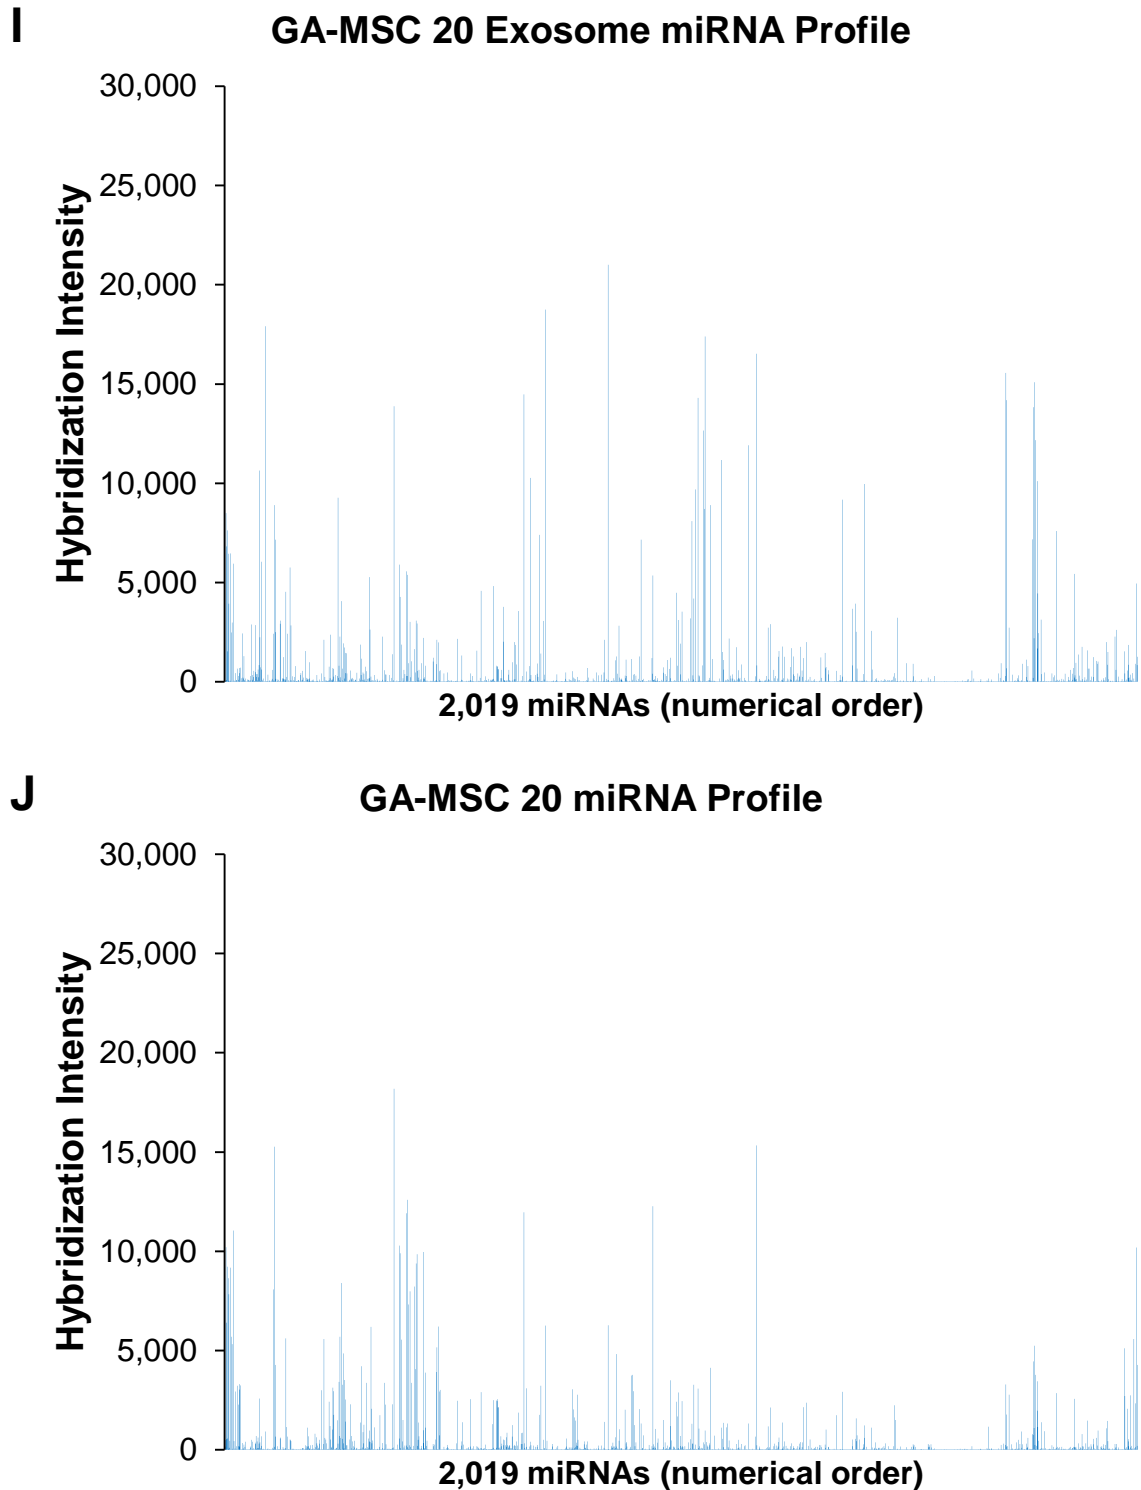 I
GA-MSC 20 Exosome miRNA Profile
30,000
25,000
20,000
15,000
10,000
5,000
0
Hybridization Intensity
2,019 miRNAs (numerical order)
J
GA-MSC 20 miRNA Profile
30,000
25,000
20,000
15,000
10,000
5,000
0
Hybridization Intensity
2,019 miRNAs (numerical order)